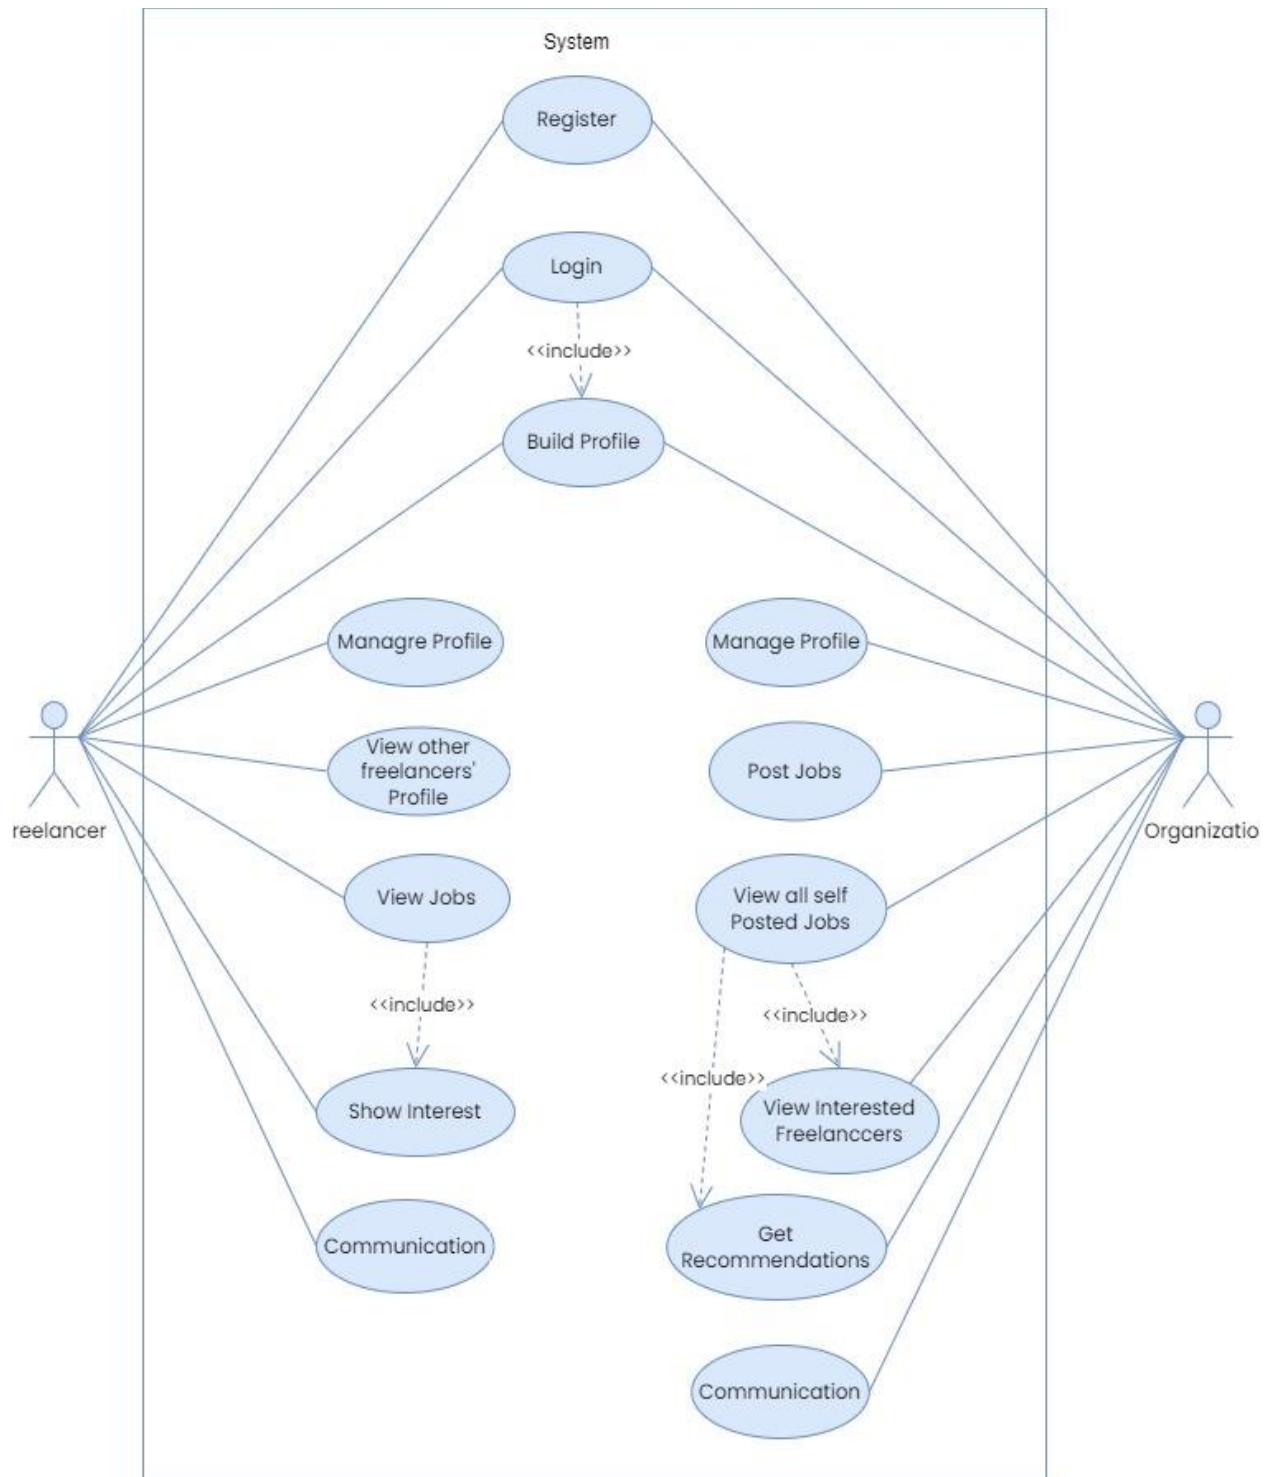 System
Register
Login
<<include>>
Build Profile
Managre Profile
Manage Profile
View other
freelancers'
Profile
Post Jobs
reelancer
Organizatio
View Jobs
View all self
Posted Jobs
<<include>>
<<include>>
<<include>>
Show Interest
View Interested
Freelanccers
Communication
Get
Recommendations
Communication